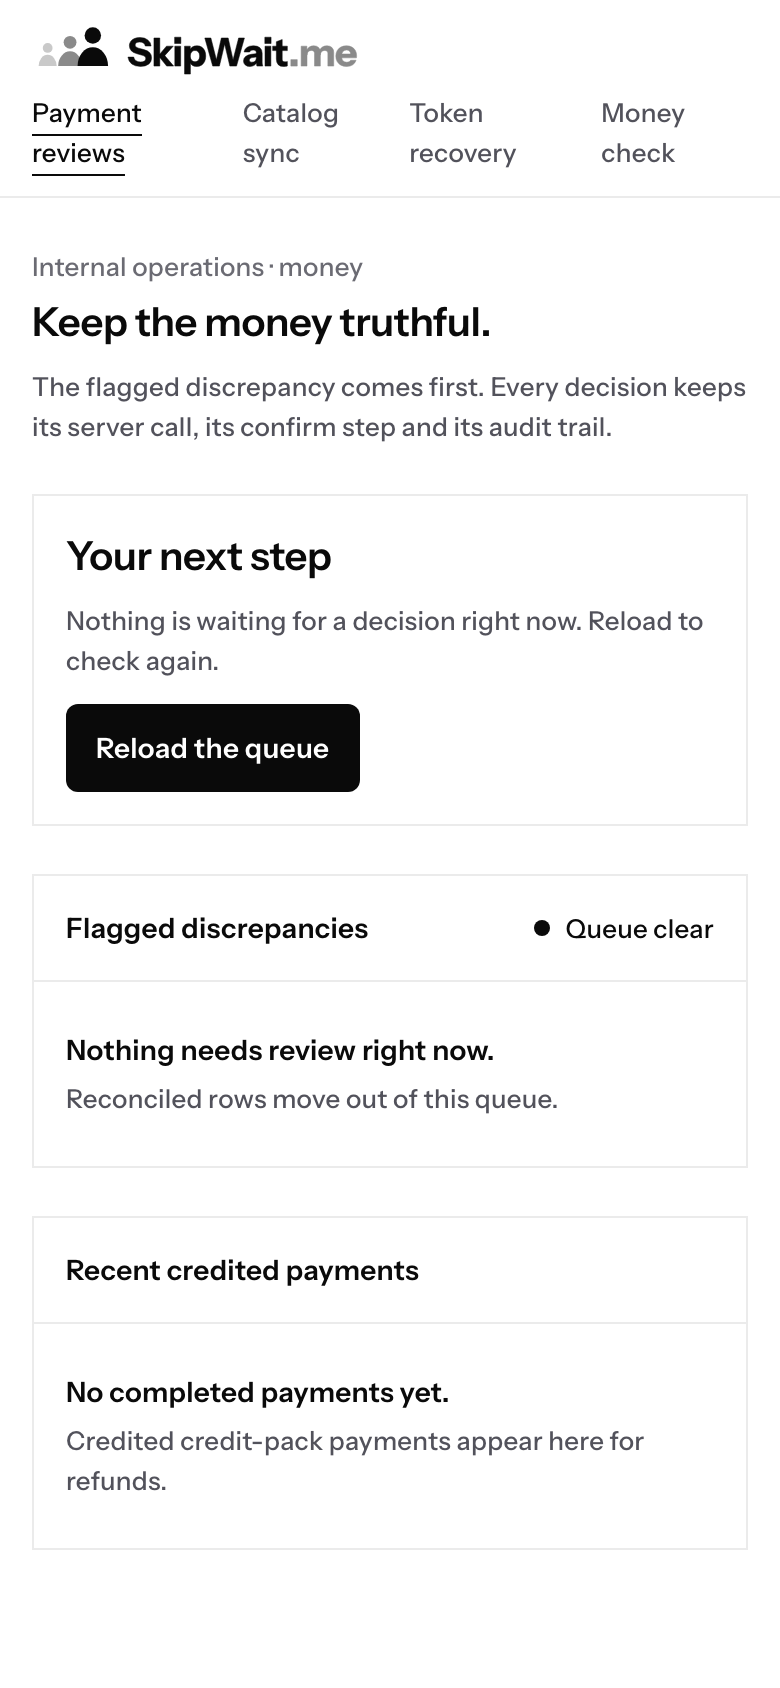 SkipWait.me
Payment reviews
Catalog sync
Token recovery
Money check
Internal operations · money
Keep the money truthful.
The flagged discrepancy comes first. Every decision keeps
its server call, its confirm step and its audit trail.
Your next step
Nothing is waiting for a decision right now. Reload to
check again.
Reload the queue
Flagged discrepancies
Queue clear
Nothing needs review right now.
Reconciled rows move out of this queue.
Recent credited payments
No completed payments yet.
Credited credit-pack payments appear here for
refunds.